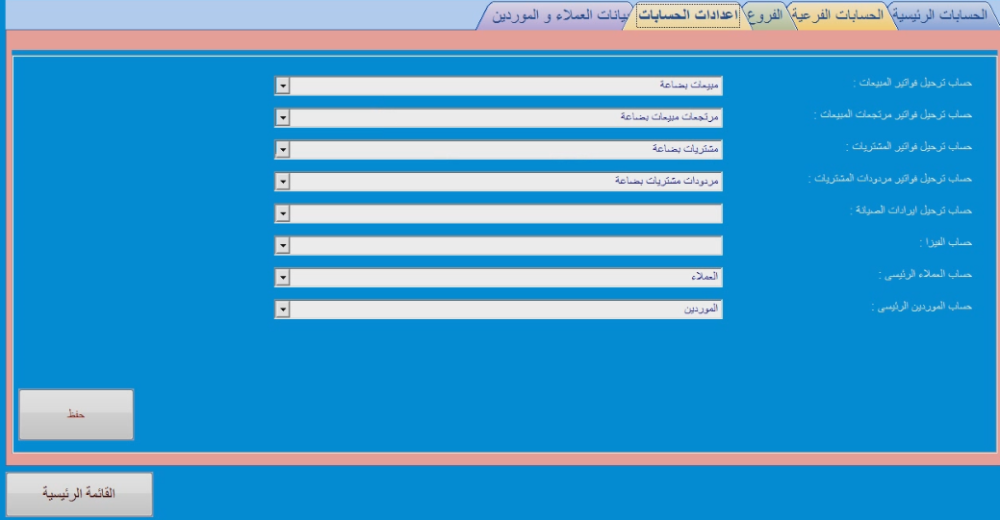 الحسابات الرئيسية الحسابات الفرعية الفروع اعدادات الحسابات بيانات العملاء و الموردين
حساب ترحيل فواتير المبيعات : مبيعات بضاعة
حساب ترحيل فواتير مرتجعات المبيعات : مرتجعات مبيعات بضاعة
حساب ترحيل فواتير المشتريات : مشتريات بضاعة
حساب ترحيل فواتير مردودات المشتريات : مردودات مشتريات بضاعة
حساب ترحيل ايرادات الصيانة :
حساب الفيزا :
حساب العملاء الرئيسى : العملاء
حساب الموردين الرئيسى : الموردين
حفظ
القائمة الرئيسية